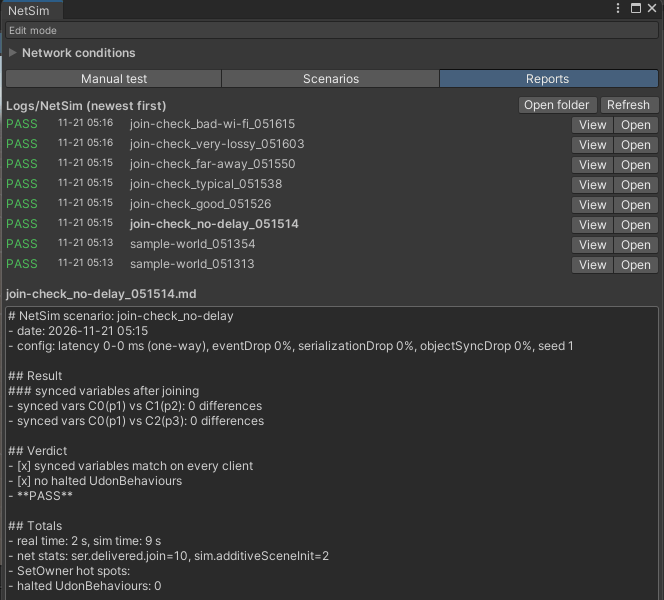 NetSim
Edit mode
Network conditions
Manual test Scenarios Reports
Logs/NetSim (newest first) Open folder Refresh
PASS 11-21 05:16 join-check_bad-wi-fi_051615 View Open
PASS 11-21 05:16 join-check_very-lossy_051603 View Open
PASS 11-21 05:15 join-check_far-away_051550 View Open
PASS 11-21 05:15 join-check_typical_051538 View Open
PASS 11-21 05:15 join-check_good_051526 View Open
PASS 11-21 05:15 join-check_no-delay_051514 View Open
PASS 11-21 05:13 sample-world_051354 View Open
PASS 11-21 05:13 sample-world_051313 View Open
join-check_no-delay_051514.md
# NetSim scenario: join-check_no-delay
- date: 2026-11-21 05:15
- config: latency 0-0 ms (one-way), eventDrop 0%, serializationDrop 0%, objectSyncDrop 0%, seed 1
## Result
### synced variables after joining
- synced vars C0(p1) vs C1(p2): 0 differences
- synced vars C0(p1) vs C2(p3): 0 differences
## Verdict
- [x] synced variables match on every client
- [x] no halted UdonBehaviours
- **PASS**
## Totals
- real time: 2 s, sim time: 9 s
- net stats: ser.delivered.join=10, sim.additiveSceneInit=2
- SetOwner hot spots:
- halted UdonBehaviours: 0